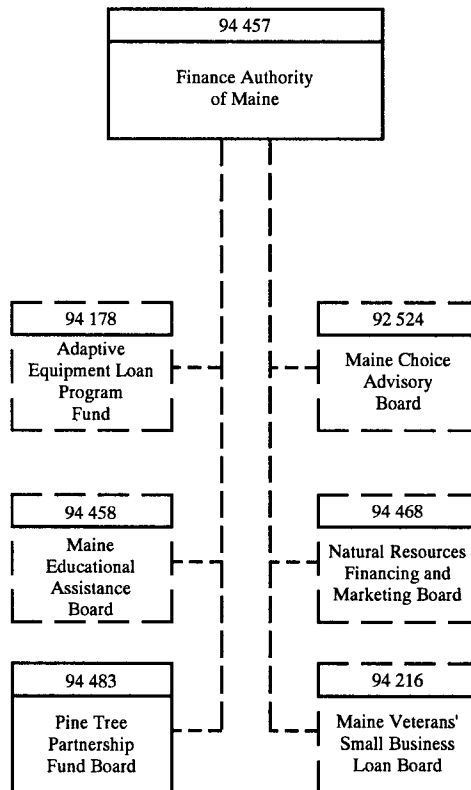 94 457
Finance Authority
of Maine
94 178
Adaptive
Equipment Loan
Program
Fund
92 524
Maine Choice
Advisory
Board
94 458
Maine
Educational
Assistance
Board
94 468
Natural Resources
Financing and
Marketing Board
94 483
Pine Tree
Partnership
Fund Board
94 216
Maine Veterans'
Small Business
Loan Board